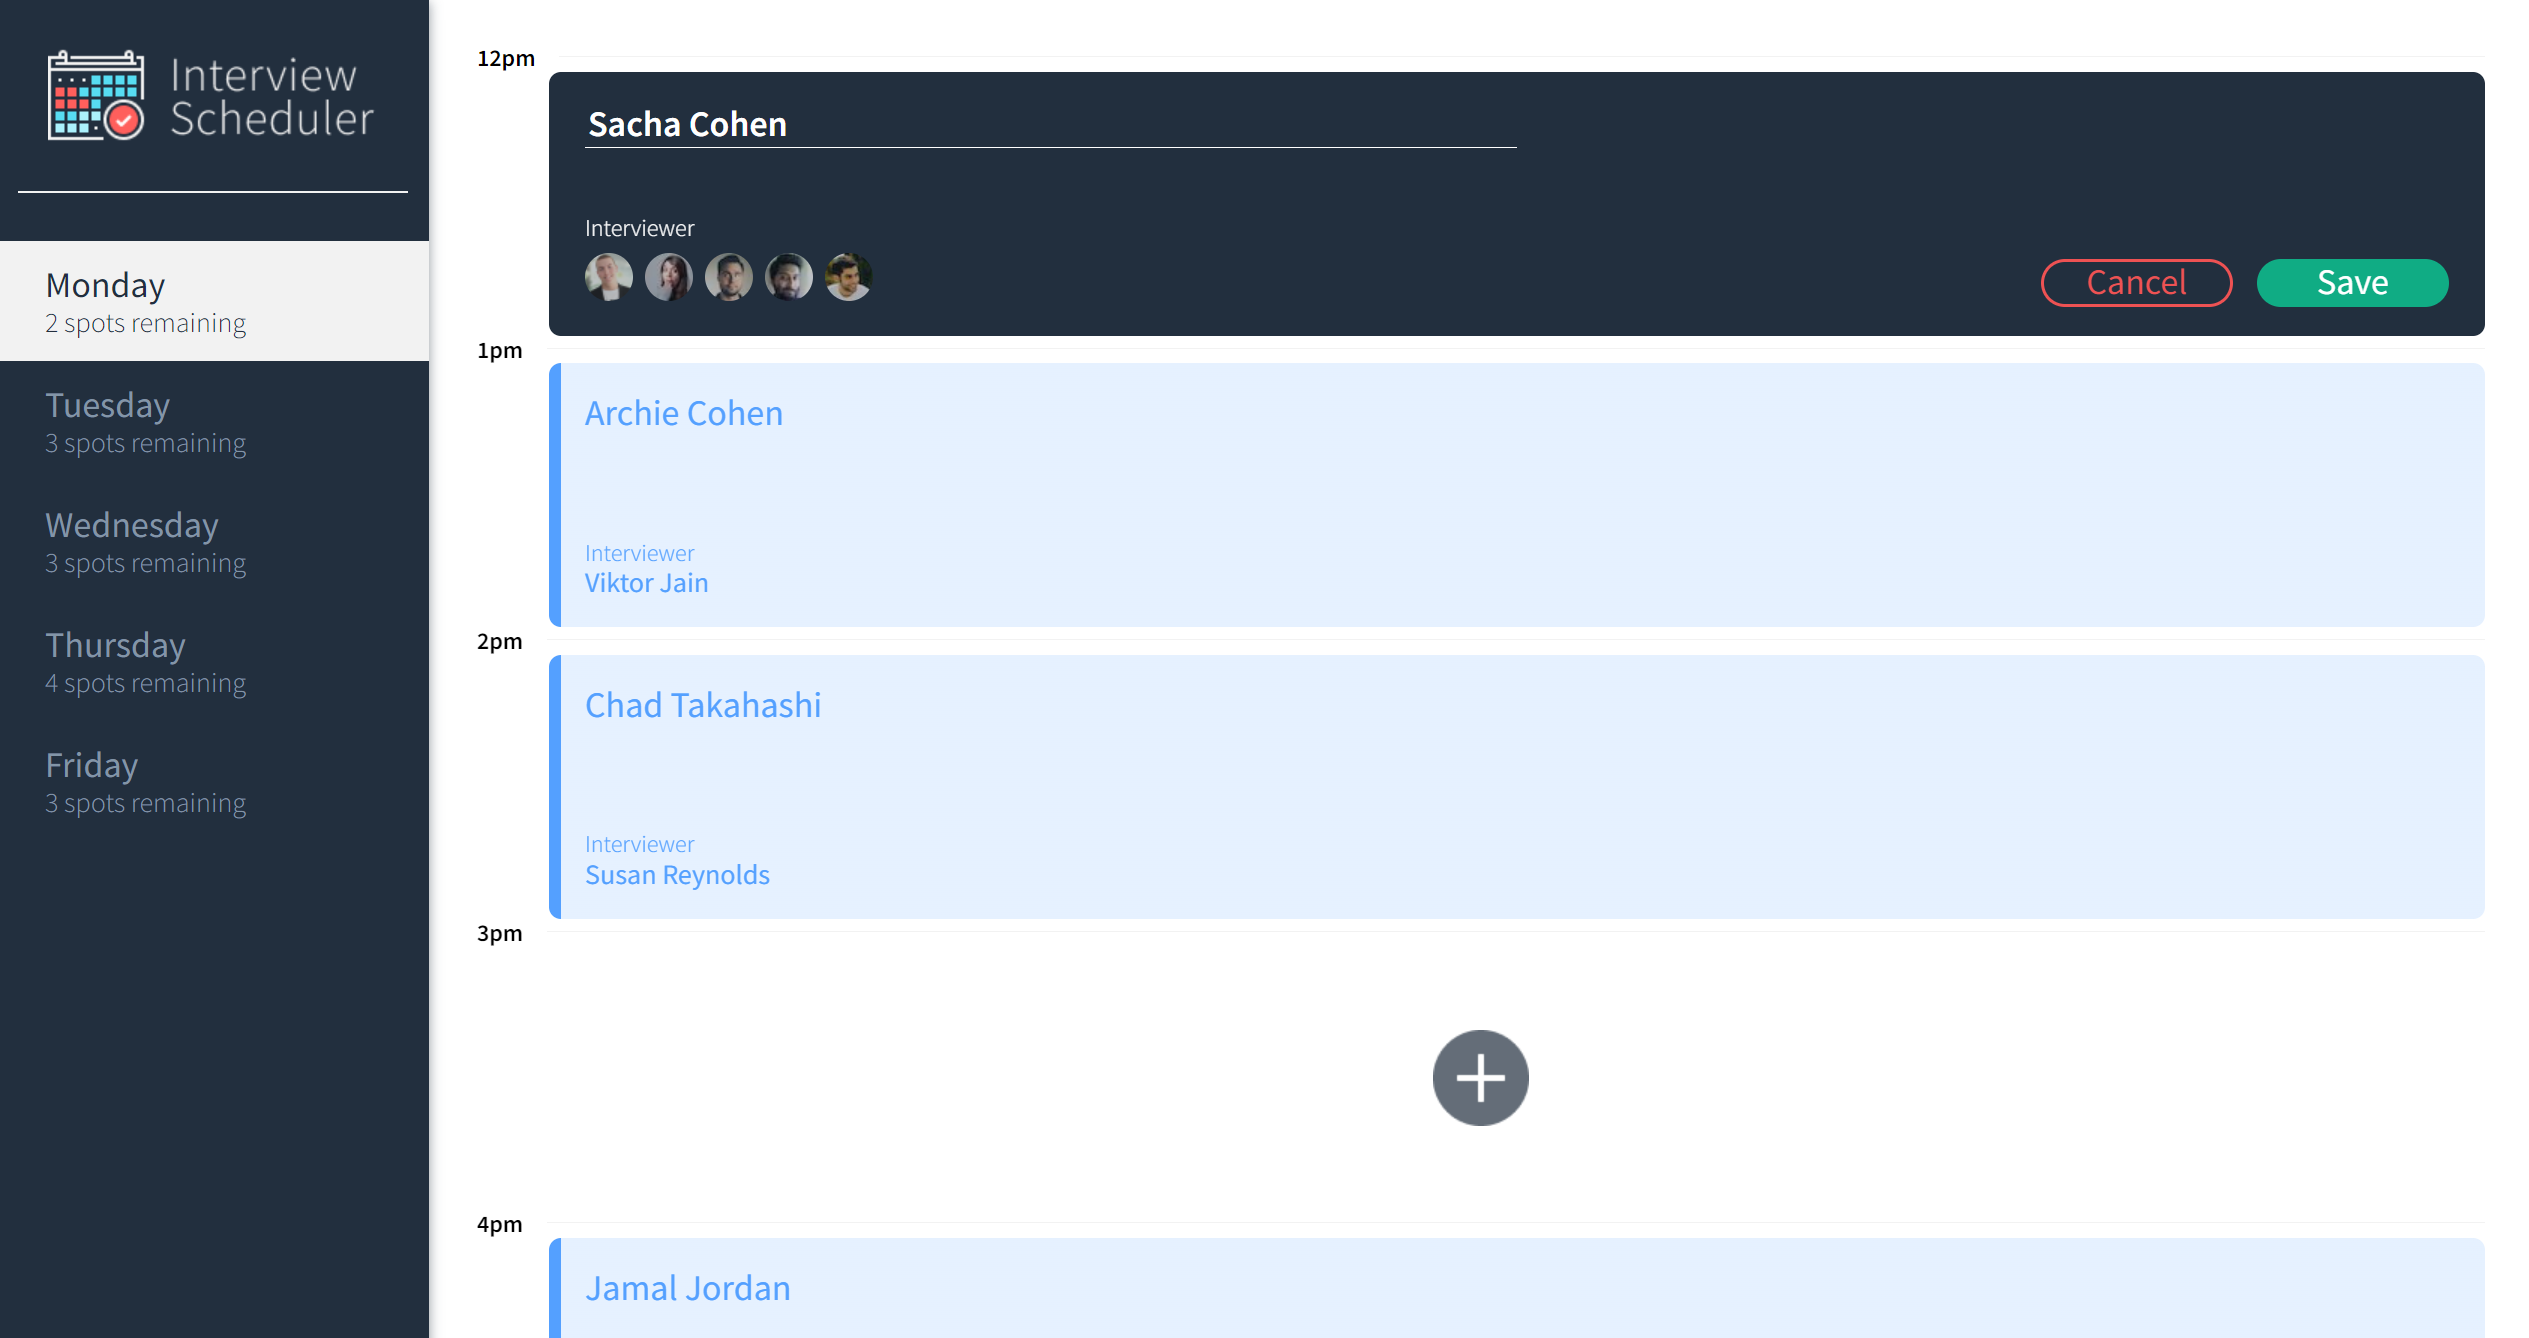 Interview
Scheduler
Monday
2 spots remaining
Tuesday
3 spots remaining
Wednesday
3 spots remaining
Thursday
4 spots remaining
Friday
3 spots remaining
12pm
Sacha Cohen
Interviewer
Cancel
Save
1pm
Archie Cohen
Interviewer
Viktor Jain
2pm
Chad Takahashi
Interviewer
Susan Reynolds
3pm
4pm
Jamal Jordan